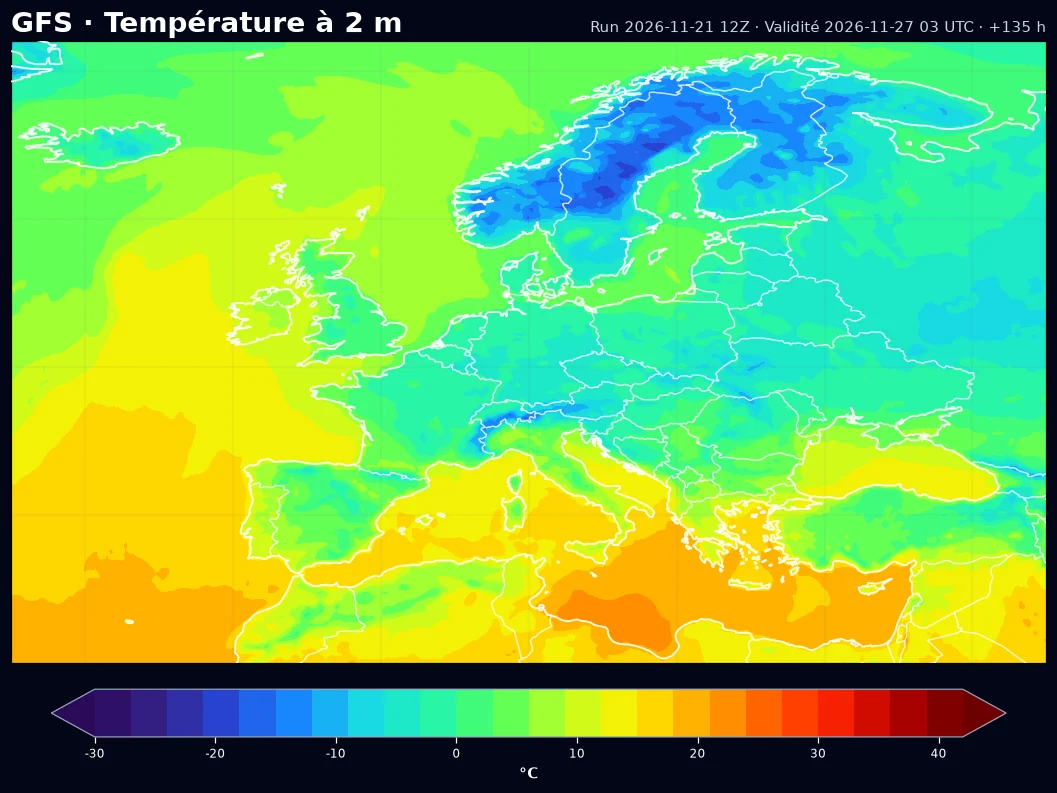 GFS · Température à 2 m
Run 2026-11-21 12Z · Validité 2026-11-27 03 UTC · +135 h
-30 -20 -10 0 10 20 30 40
°C